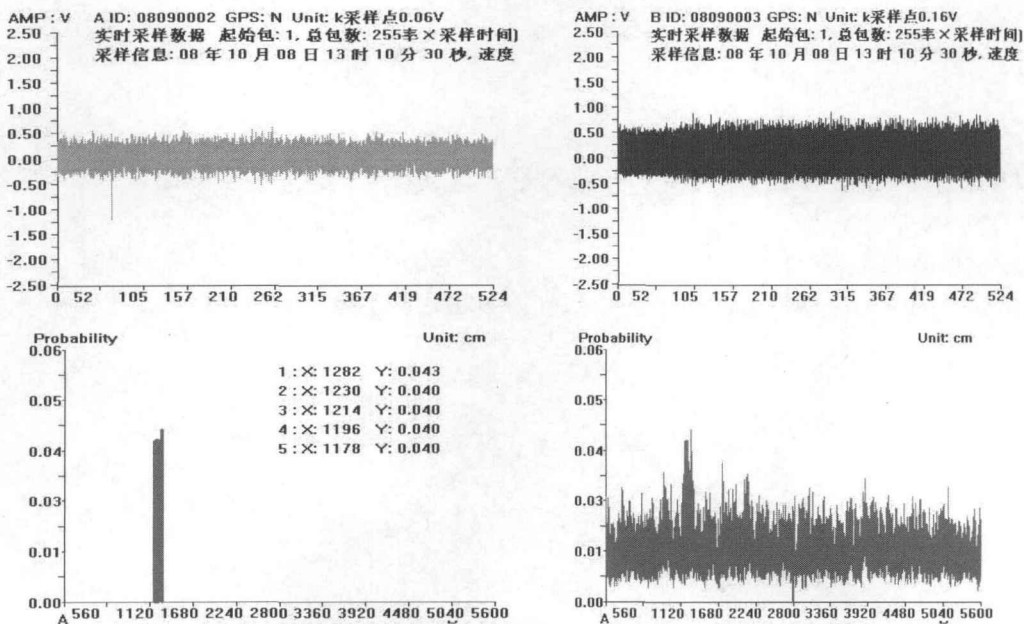 AMP : V A ID: 08090002 GPS: N Unit: k采样点0.06V
实时采样数据 起始包: 1, 总包数: 255率×采样时间]
采样信息: 08 年 10 月 08 日 13 时 10 分 30 秒, 速度
2.50
2.00
1.50
1.00
0.50
0.00
-0.50
-1.00
-1.50
-2.00
-2.50
0 52 105 157 210 262 315 367 419 472 524
AMP : V B ID: 08090003 GPS: N Unit: k采样点0.16V
实时采样数据 起始包: 1, 总包数: 255率×采样时间]
采样信息: 08 年 10 月 08 日 13 时 10 分 30 秒, 速度
2.50
2.00
1.50
1.00
0.50
0.00
-0.50
-1.00
-1.50
-2.00
-2.50
0 52 105 157 210 262 315 367 419 472 524
Probability Unit: cm
0.06
0.05
0.04
0.03
0.01
0.00
1 : X: 1282 Y: 0.043
2 : X: 1230 Y: 0.040
3 : X: 1214 Y: 0.040
4 : X: 1196 Y: 0.040
5 : X: 1178 Y: 0.040
A 560 1120 1680 2240 2800 3360 3920 4480 5040 5600
Probability Unit: cm
0.06
0.05
0.04
0.03
0.01
0.00
A 560 1120 1680 2240 2800 3360 3920 4480 5040 5600